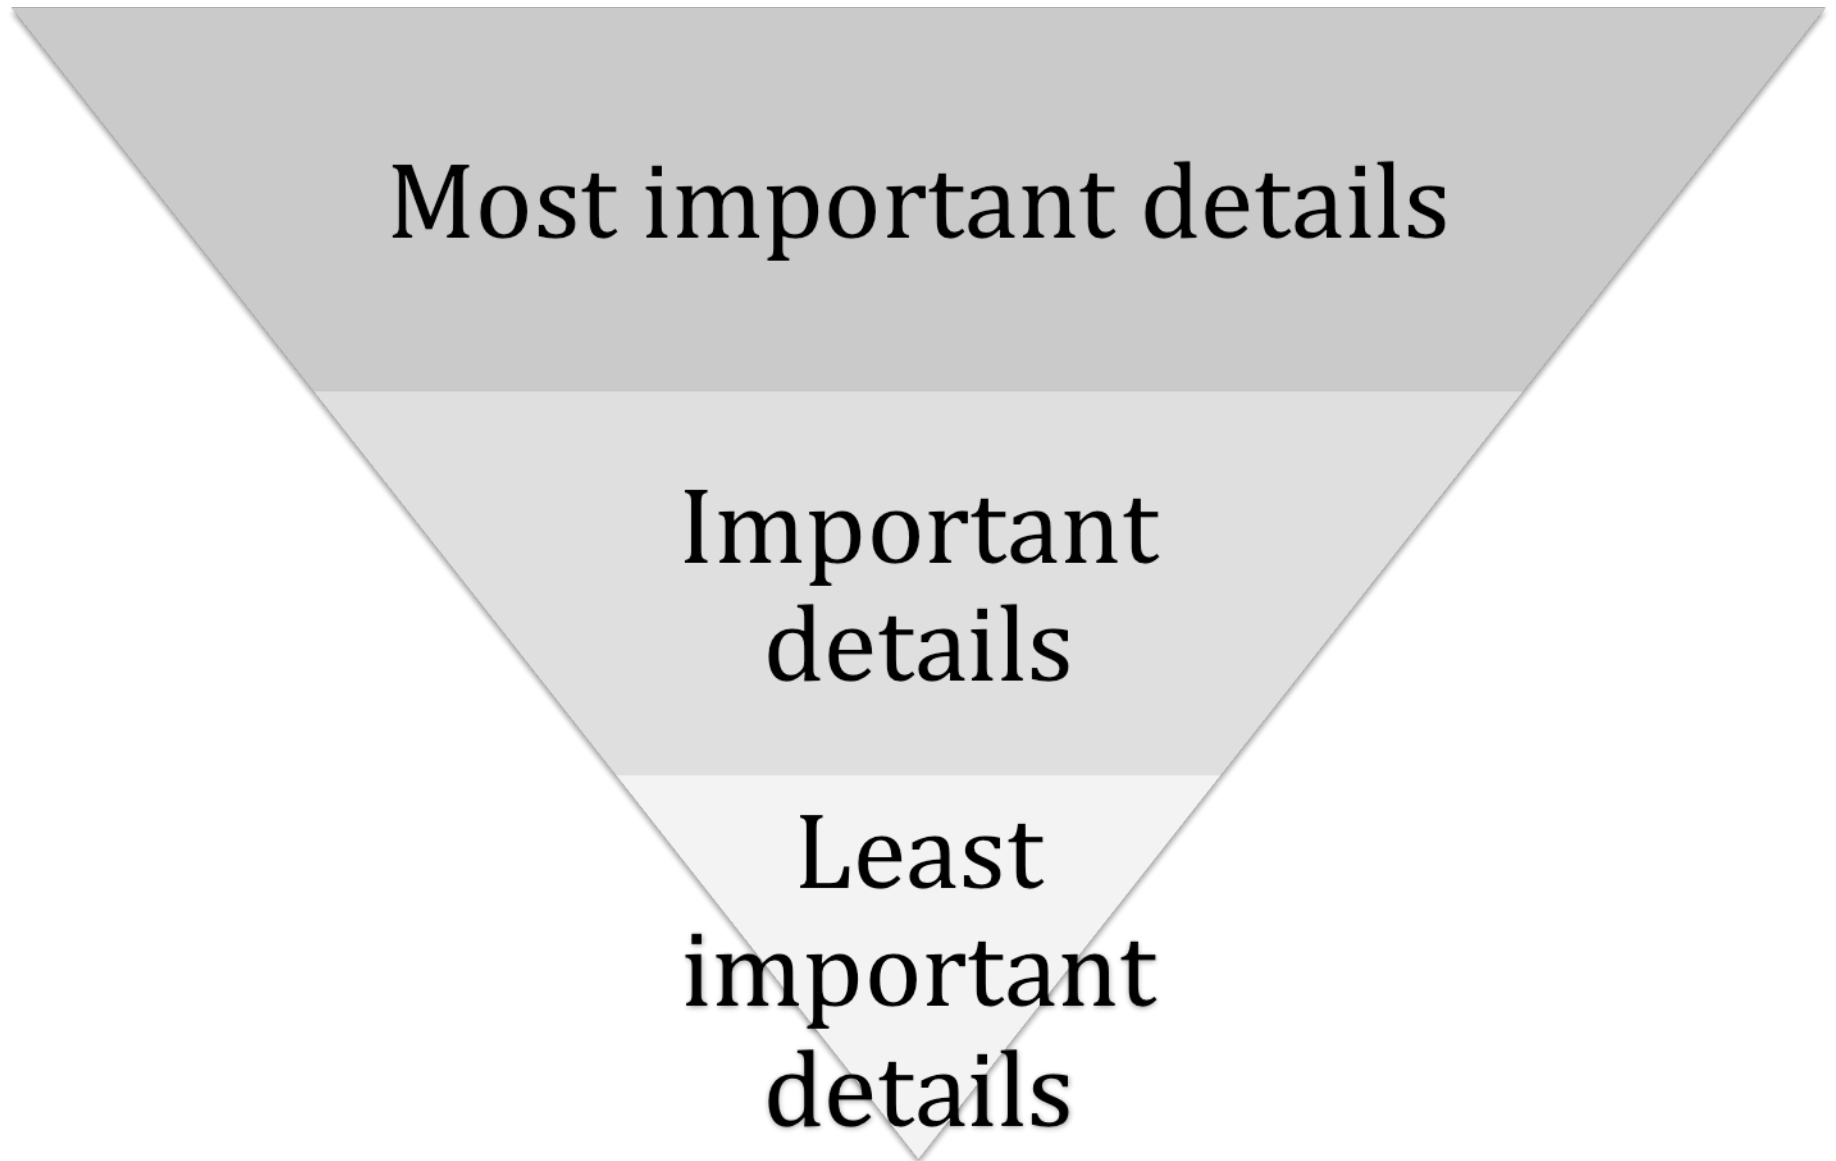 Most important details
Important
details
Least
important
details